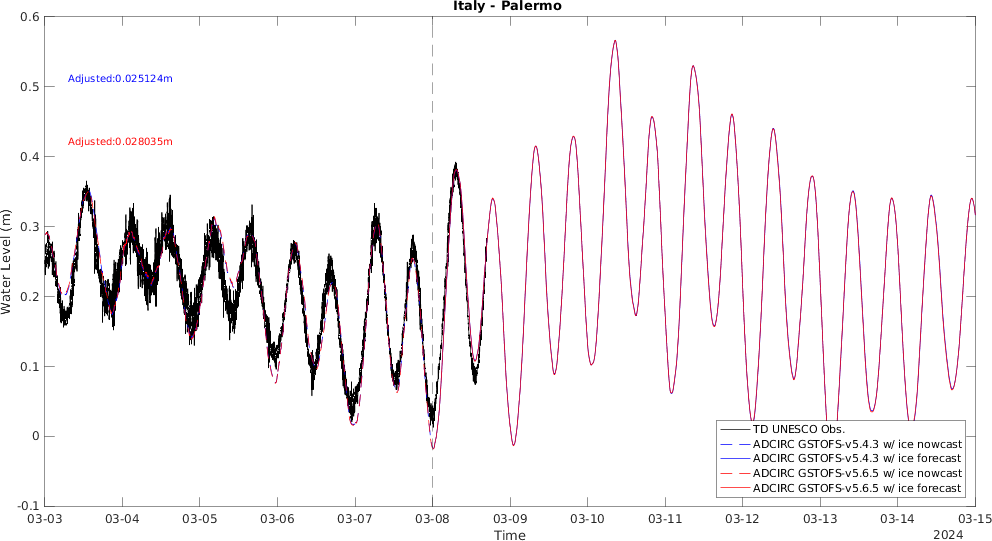 Italy - Palermo
Adjusted:0.025124m
Adjusted:0.028035m
Water Level (m)
0.6
0.5
0.4
0.3
0.2
0.1
0
-0.1
TD UNESCO Obs.
ADCIRC GSTOFS-v5.4.3 w/ ice nowcast
ADCIRC GSTOFS-v5.4.3 w/ ice forecast
ADCIRC GSTOFS-v5.6.5 w/ ice nowcast
ADCIRC GSTOFS-v5.6.5 w/ ice forecast
03-03 03-04 03-05 03-06 03-07 03-08 03-09 03-10 03-11 03-12 03-13 03-14 03-15
Time
2024